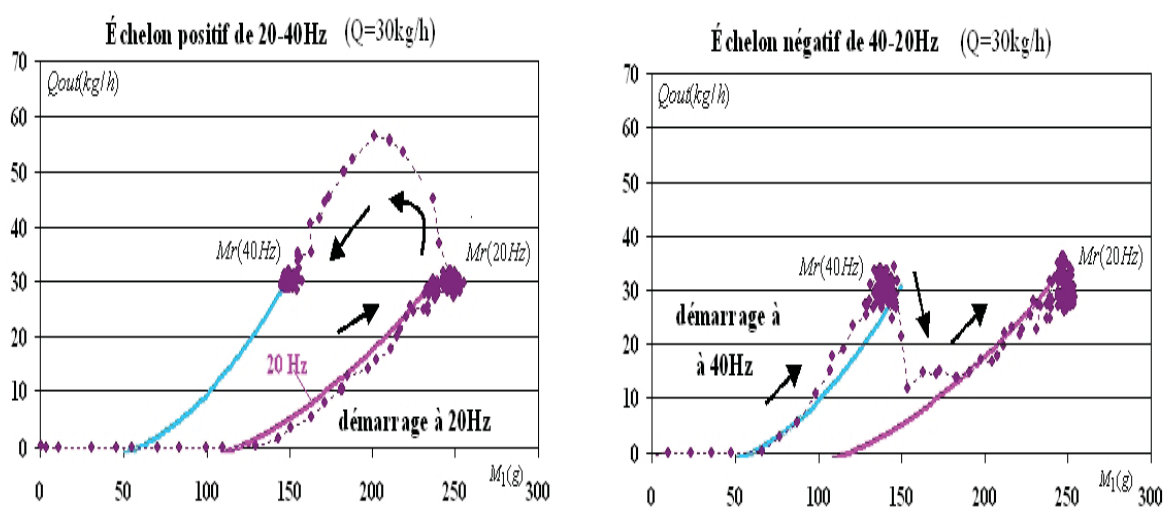 Échelon positif de 20-40Hz (Q=30kg/h)
70
Qout(kg/h)
60
50
40
Mr(40Hz)
Mr(20Hz)
30
20
20 Hz
10
démarrage à 20Hz
0
M1(g)
0 50 100 150 200 250 300
Échelon négatif de 40-20Hz (Q=30kg/h)
70
Qout(kg/h)
60
50
40
Mr(40Hz)
Mr(20Hz)
30
démarrage à
20
à 40Hz
10
0
M1(g)
0 50 100 150 200 250 300